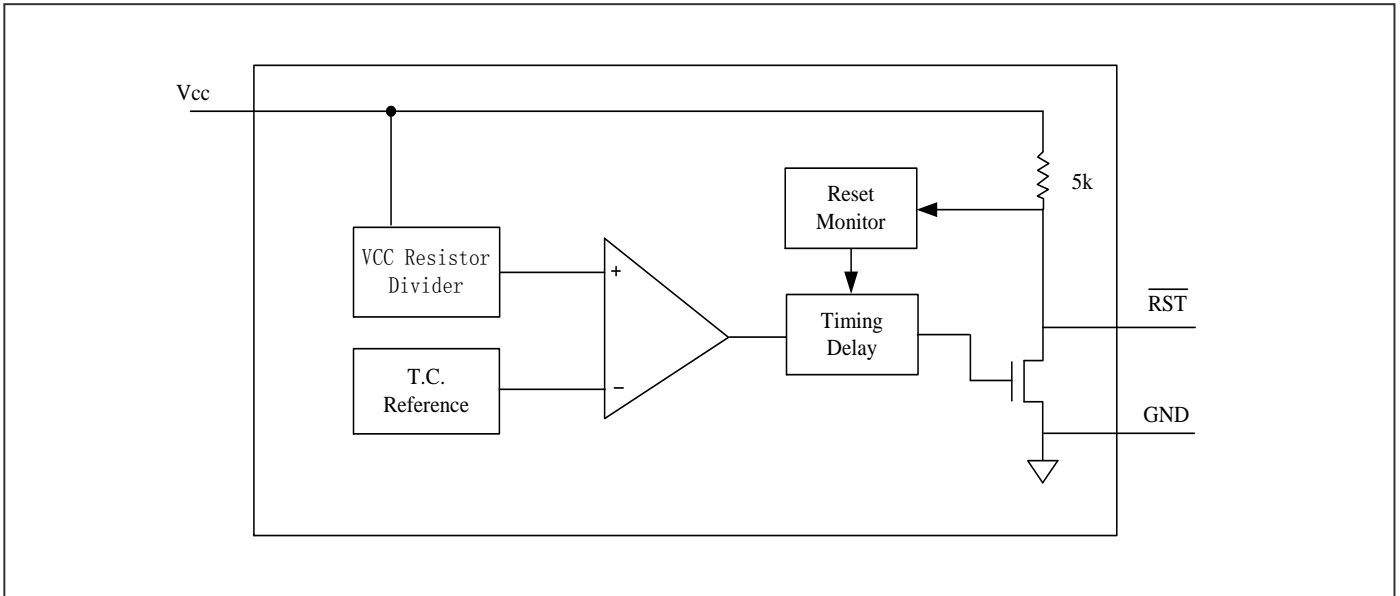 Vcc
5k
Reset
Monitor
VCC Resistor
Divider
+
Timing
Delay
RST
T.C.
Reference
−
GND